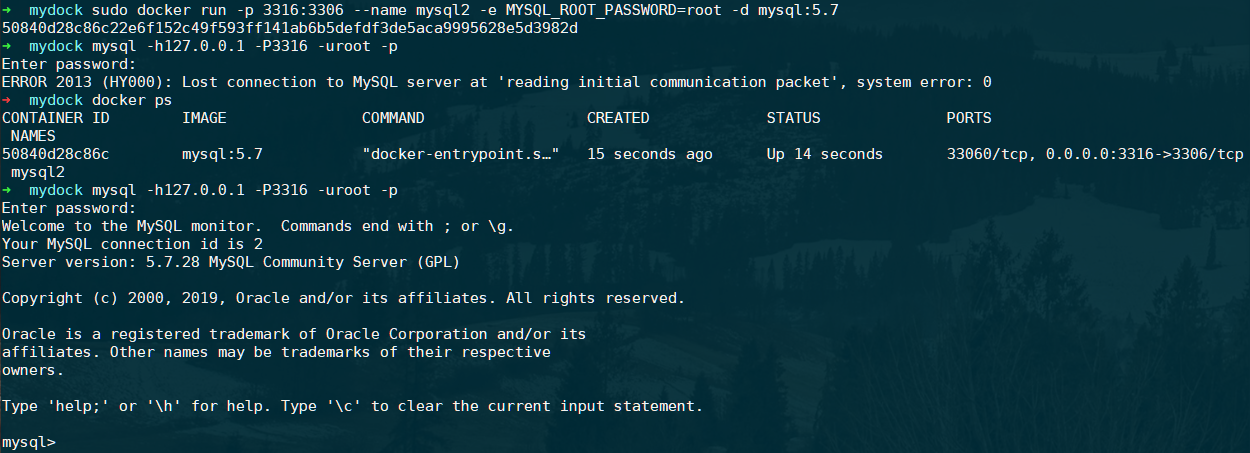 ➜  mydock sudo docker run -p 3316:3306 --name mysql2 -e MYSQL_ROOT_PASSWORD=root -d mysql:5.7
50840d28c86c22e6f152c49f593ff141ab6b5defdf3de5aca9995628e5d3982d
➜  mydock mysql -h127.0.0.1 -P3316 -uroot -p
Enter password:
ERROR 2013 (HY000): Lost connection to MySQL server at 'reading initial communication packet', system error: 0
➜  mydock docker ps
CONTAINER ID        IMAGE               COMMAND                  CREATED             STATUS              PORTS
 NAMES
50840d28c86c        mysql:5.7           "docker-entrypoint.s…"   15 seconds ago      Up 14 seconds       33060/tcp, 0.0.0.0:3316->3306/tcp
 mysql2
➜  mydock mysql -h127.0.0.1 -P3316 -uroot -p
Enter password:
Welcome to the MySQL monitor.  Commands end with ; or \g.
Your MySQL connection id is 2
Server version: 5.7.28 MySQL Community Server (GPL)

Copyright (c) 2000, 2019, Oracle and/or its affiliates. All rights reserved.

Oracle is a registered trademark of Oracle Corporation and/or its
affiliates. Other names may be trademarks of their respective
owners.

Type 'help;' or '\h' for help. Type '\c' to clear the current input statement.

mysql>